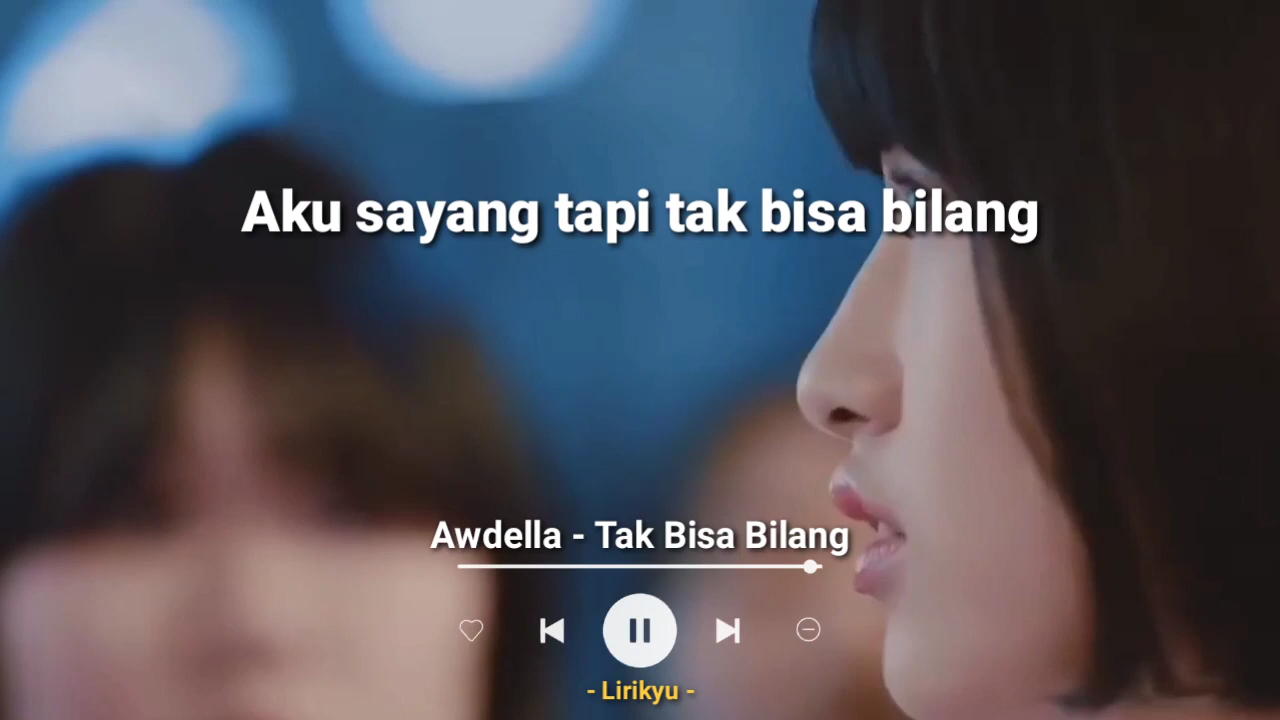 Aku sayang tapi tak bisa bilang
Awdella - Tak Bisa Bilang
- Lirikyu -